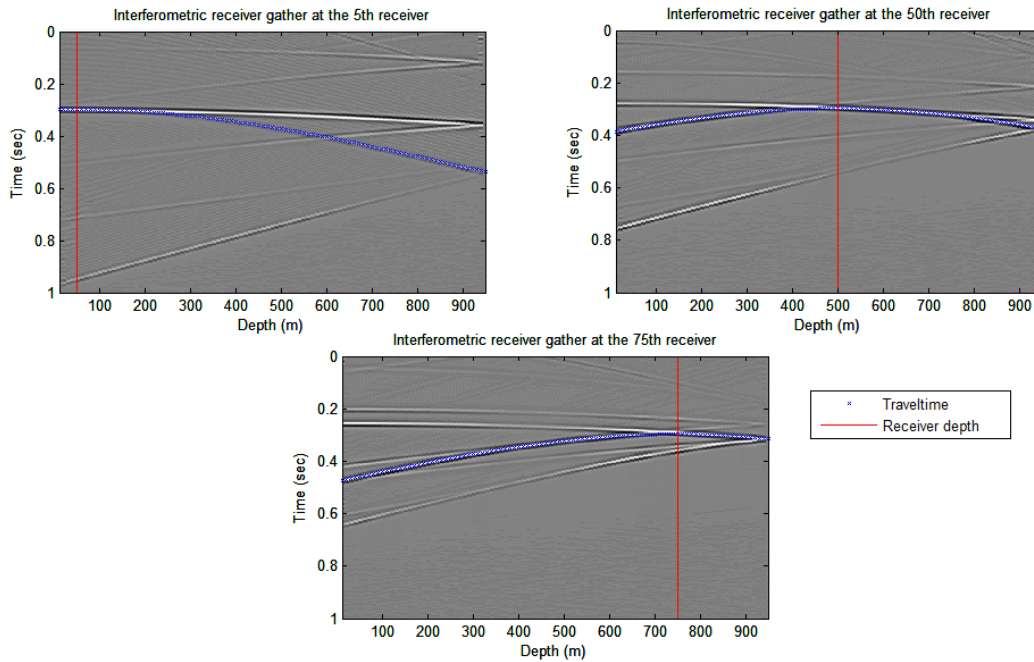 Interferometric receiver gather at the 5th receiver
0
0.2
0.4
0.6
0.8
1
Time (sec)
100 200 300 400 500 600 700 800 900
Depth (m)
Interferometric receiver gather at the 50th receiver
0
0.2
0.4
0.6
0.8
1
Time (sec)
100 200 300 400 500 600 700 800 900
Depth (m)
Interferometric receiver gather at the 75th receiver
0
0.2
0.4
0.6
0.8
1
Time (sec)
100 200 300 400 500 600 700 800 900
Depth (m)
Traveltime
Receiver depth